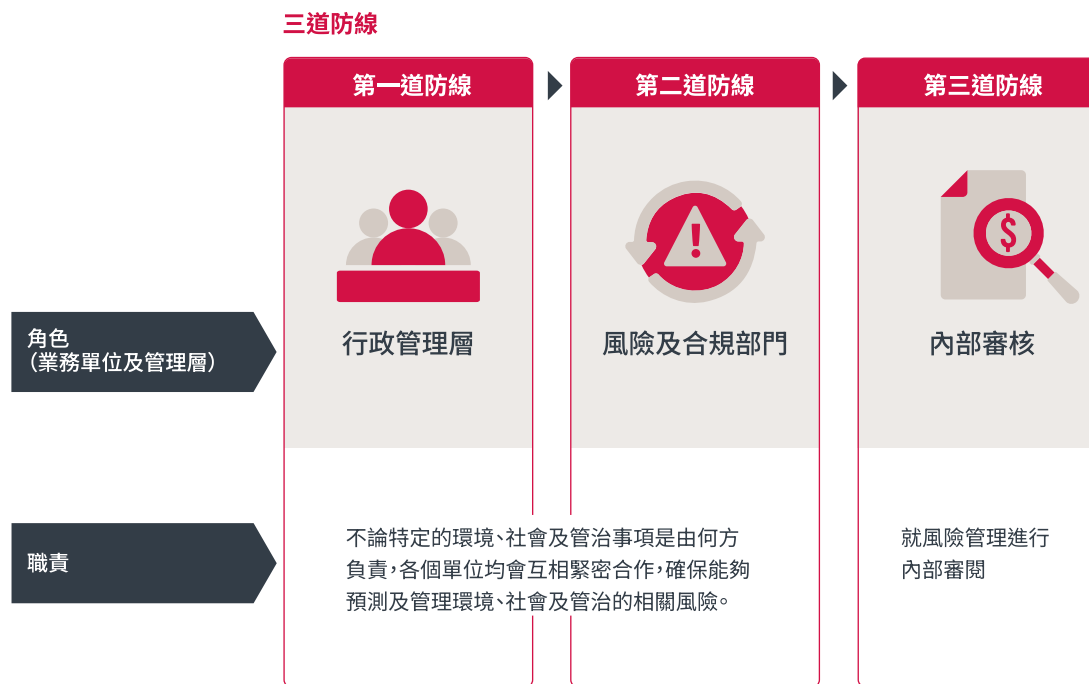 三道防線
第一道防線
第二道防線
第三道防線
$
角色
（業務單位及管理層）
行政管理層
風險及合規部門
內部審核
職責
不論特定的環境、社會及管治事項是由何方
負責，各個單位均會互相緊密合作，確保能夠
預測及管理環境、社會及管治的相關風險。
就風險管理進行
內部審閱